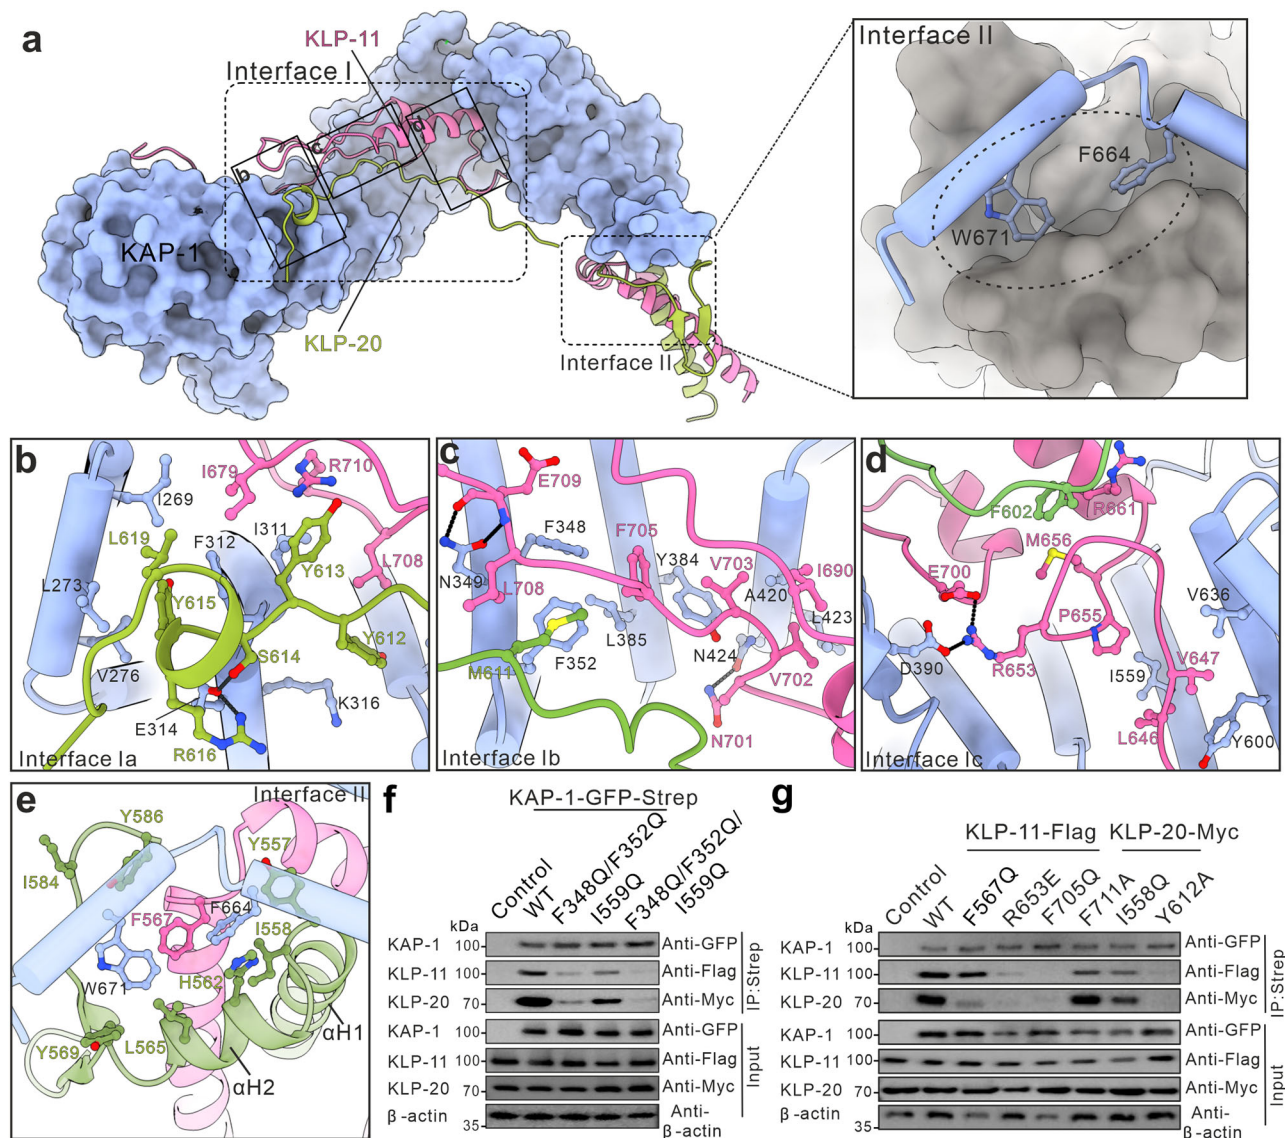 a
KLP-11
Interface I
b
c
d
KAP-1
KLP-20
Interface II
Interface II
F664
W671
b
I679
R710
I269
L619
F312
I311
Y613
L273
Y615
L708
S614
Y612
V276
E314
K316
R616
Interface Ia
c
E709
F348
F705
Y384
V703
I690
N349
L708
A420
L385
L423
M611
F352
N424
V702
N701
Interface Ib
d
F602
R661
M656
E700
V636
P655
D390
R653
I559
V647
L646
Y600
Interface Ic
e
Interface II
Y586
Y557
I584
F567
F664
I558
W671
H562
Y569
L565
αH1
αH2
f
KAP-1-GFP-Strep
Control
WT
F348Q/F352Q
I559Q
F348Q/F352Q/
I559Q
kDa
KAP-1 100 Anti-GFP
KLP-11 100 Anti-Flag
KLP-20 70 Anti-Myc
IP:Strep
KAP-1 100 Anti-GFP
KLP-11 100 Anti-Flag
KLP-20 70 Anti-Myc
β-actin 35 Anti-
β-actin
Input
g
KLP-11-Flag KLP-20-Myc
Control
WT
F567Q
R653E
F705Q
F711A
I558Q
Y612A
kDa
KAP-1 100 Anti-GFP
KLP-11 100 Anti-Flag
KLP-20 70 Anti-Myc
IP:Strep
KAP-1 100 Anti-GFP
KLP-11 100 Anti-Flag
KLP-20 70 Anti-Myc
β-actin 35 Anti-
β-actin
Input